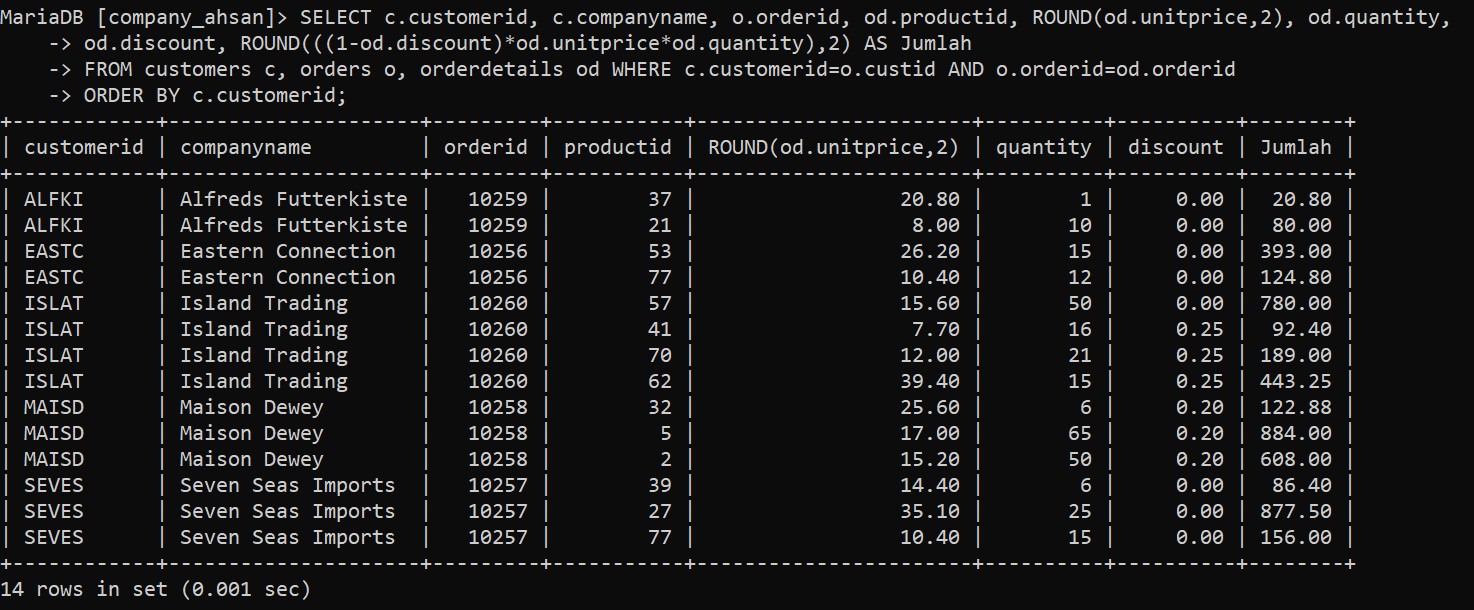 MariaDB [company_ahsan]> SELECT c.customerid, c.companyname, o.orderid, od.productid, ROUND(od.unitprice,2), od.quantity,
    -> od.discount, ROUND(((1-od.discount)*od.unitprice*od.quantity),2) AS Jumlah
    -> FROM customers c, orders o, orderdetails od WHERE c.customerid=o.custid AND o.orderid=od.orderid
    -> ORDER BY c.customerid;
+------------+---------------------+---------+-----------+-----------------------+----------+----------+--------+
| customerid | companyname         | orderid | productid | ROUND(od.unitprice,2) | quantity | discount | Jumlah |
+------------+---------------------+---------+-----------+-----------------------+----------+----------+--------+
| ALFKI      | Alfreds Futterkiste |   10259 |        37 |                 20.80 |        1 |     0.00 |  20.80 |
| ALFKI      | Alfreds Futterkiste |   10259 |        21 |                  8.00 |       10 |     0.00 |  80.00 |
| EASTC      | Eastern Connection  |   10256 |        53 |                 26.20 |       15 |     0.00 | 393.00 |
| EASTC      | Eastern Connection  |   10256 |        77 |                 10.40 |       12 |     0.00 | 124.80 |
| ISLAT      | Island Trading      |   10260 |        57 |                 15.60 |       50 |     0.00 | 780.00 |
| ISLAT      | Island Trading      |   10260 |        41 |                  7.70 |       16 |     0.25 |  92.40 |
| ISLAT      | Island Trading      |   10260 |        70 |                 12.00 |       21 |     0.25 | 189.00 |
| ISLAT      | Island Trading      |   10260 |        62 |                 39.40 |       15 |     0.25 | 443.25 |
| MAISD      | Maison Dewey        |   10258 |        32 |                 25.60 |        6 |     0.20 | 122.88 |
| MAISD      | Maison Dewey        |   10258 |         5 |                 17.00 |       65 |     0.20 | 884.00 |
| MAISD      | Maison Dewey        |   10258 |         2 |                 15.20 |       50 |     0.20 | 608.00 |
| SEVES      | Seven Seas Imports  |   10257 |        39 |                 14.40 |        6 |     0.00 |  86.40 |
| SEVES      | Seven Seas Imports  |   10257 |        27 |                 35.10 |       25 |     0.00 | 877.50 |
| SEVES      | Seven Seas Imports  |   10257 |        77 |                 10.40 |       15 |     0.00 | 156.00 |
+------------+---------------------+---------+-----------+-----------------------+----------+----------+--------+
14 rows in set (0.001 sec)